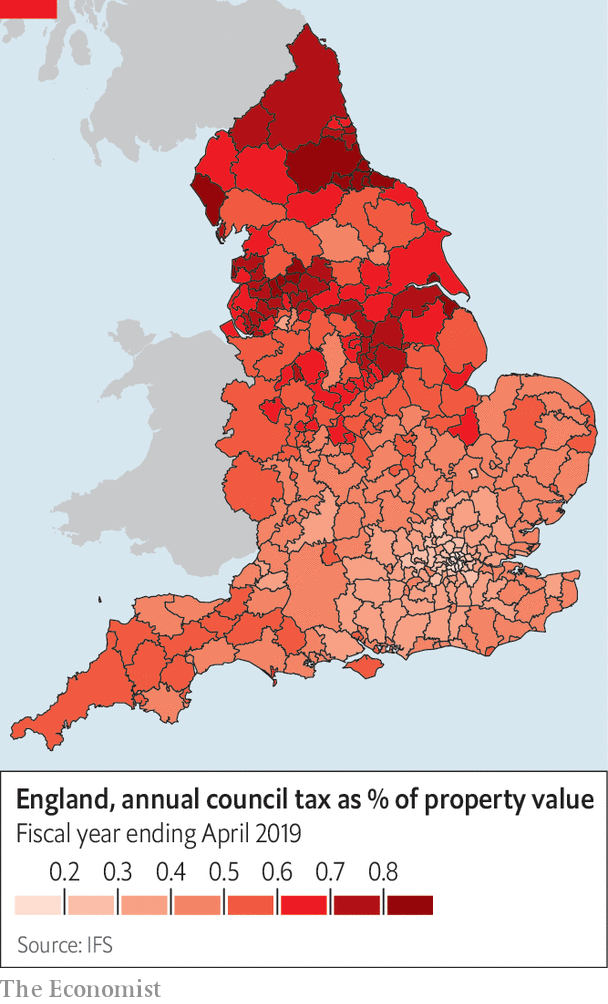 England, annual council tax as % of property value
Fiscal year ending April 2019
0.2 0.3 0.4 0.5 0.6 0.7 0.8
Source: IFS
The Economist